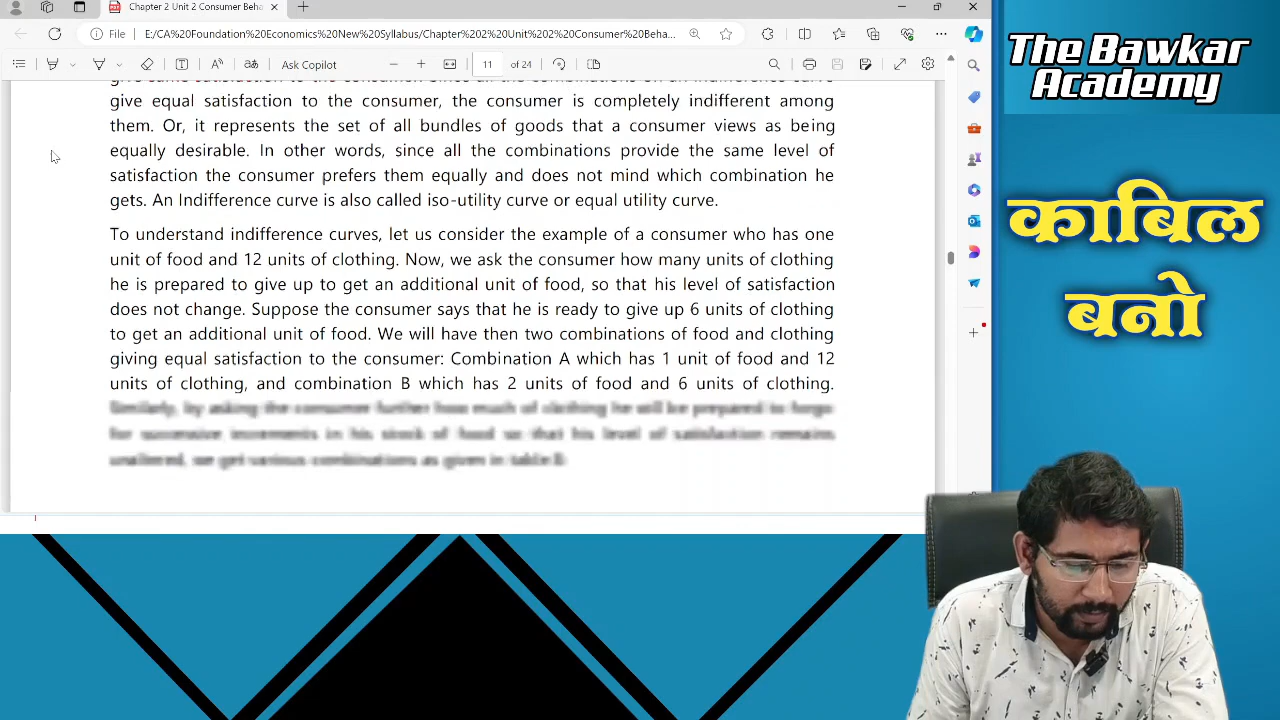 Chapter 2 Unit 2 Consumer Beha
File
E:/CA%20Foundation%20Economics%20New%20Syllabus/Chapter%202%20Unit%202%20Consumer%20Beha...
Ask Copilot
11 of 24
give equal satisfaction to the consumer, the consumer is completely indifferent among
them. Or, it represents the set of all bundles of goods that a consumer views as being
equally desirable. In other words, since all the combinations provide the same level of
satisfaction the consumer prefers them equally and does not mind which combination he
gets. An Indifference curve is also called iso-utility curve or equal utility curve.
To understand indifference curves, let us consider the example of a consumer who has one
unit of food and 12 units of clothing. Now, we ask the consumer how many units of clothing
he is prepared to give up to get an additional unit of food, so that his level of satisfaction
does not change. Suppose the consumer says that he is ready to give up 6 units of clothing
to get an additional unit of food. We will have then two combinations of food and clothing
giving equal satisfaction to the consumer: Combination A which has 1 unit of food and 12
units of clothing, and combination B which has 2 units of food and 6 units of clothing.
The Bawkar
Academy
काबिल
बनो